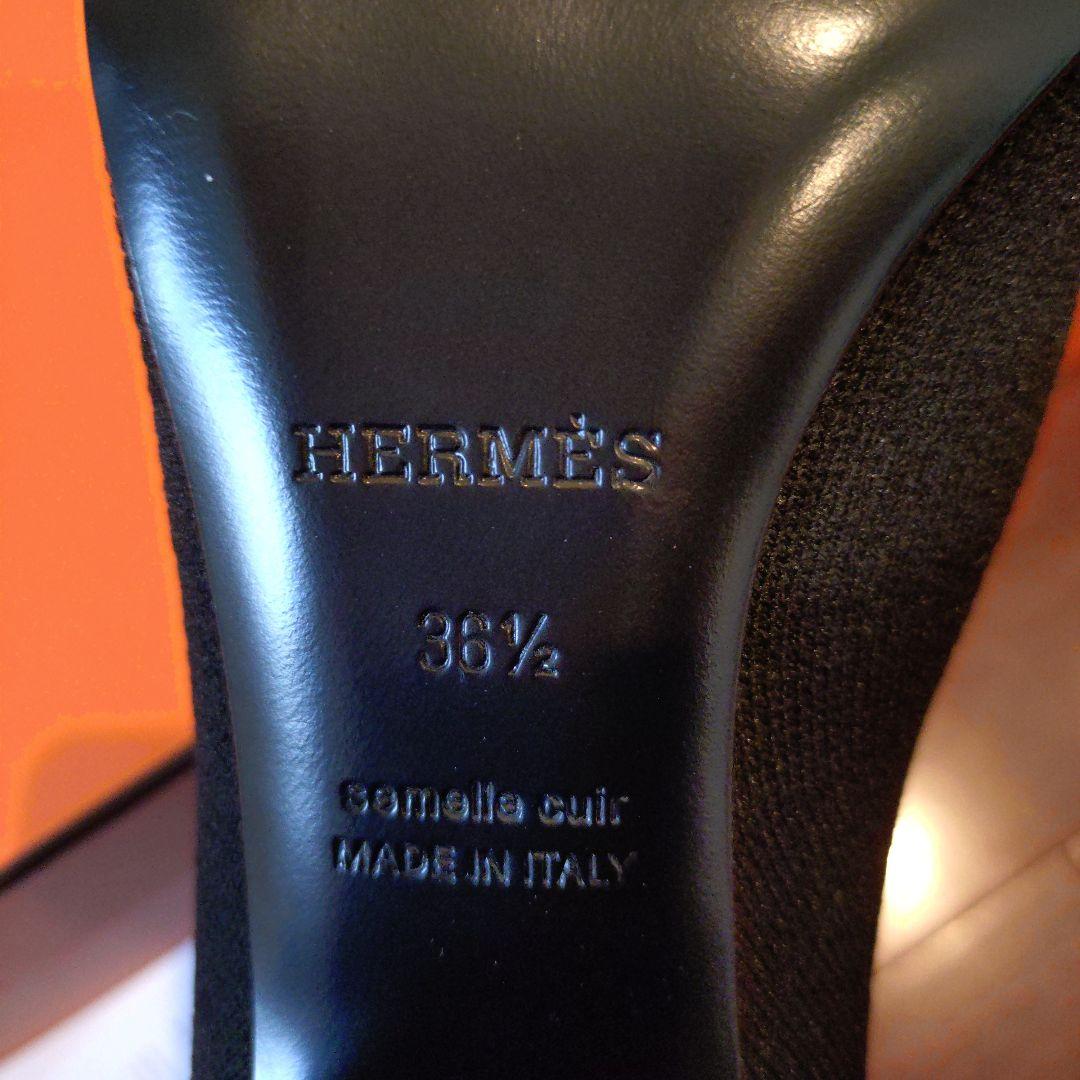 HERMÈS
36½
semelle cuir
MADE IN ITALY